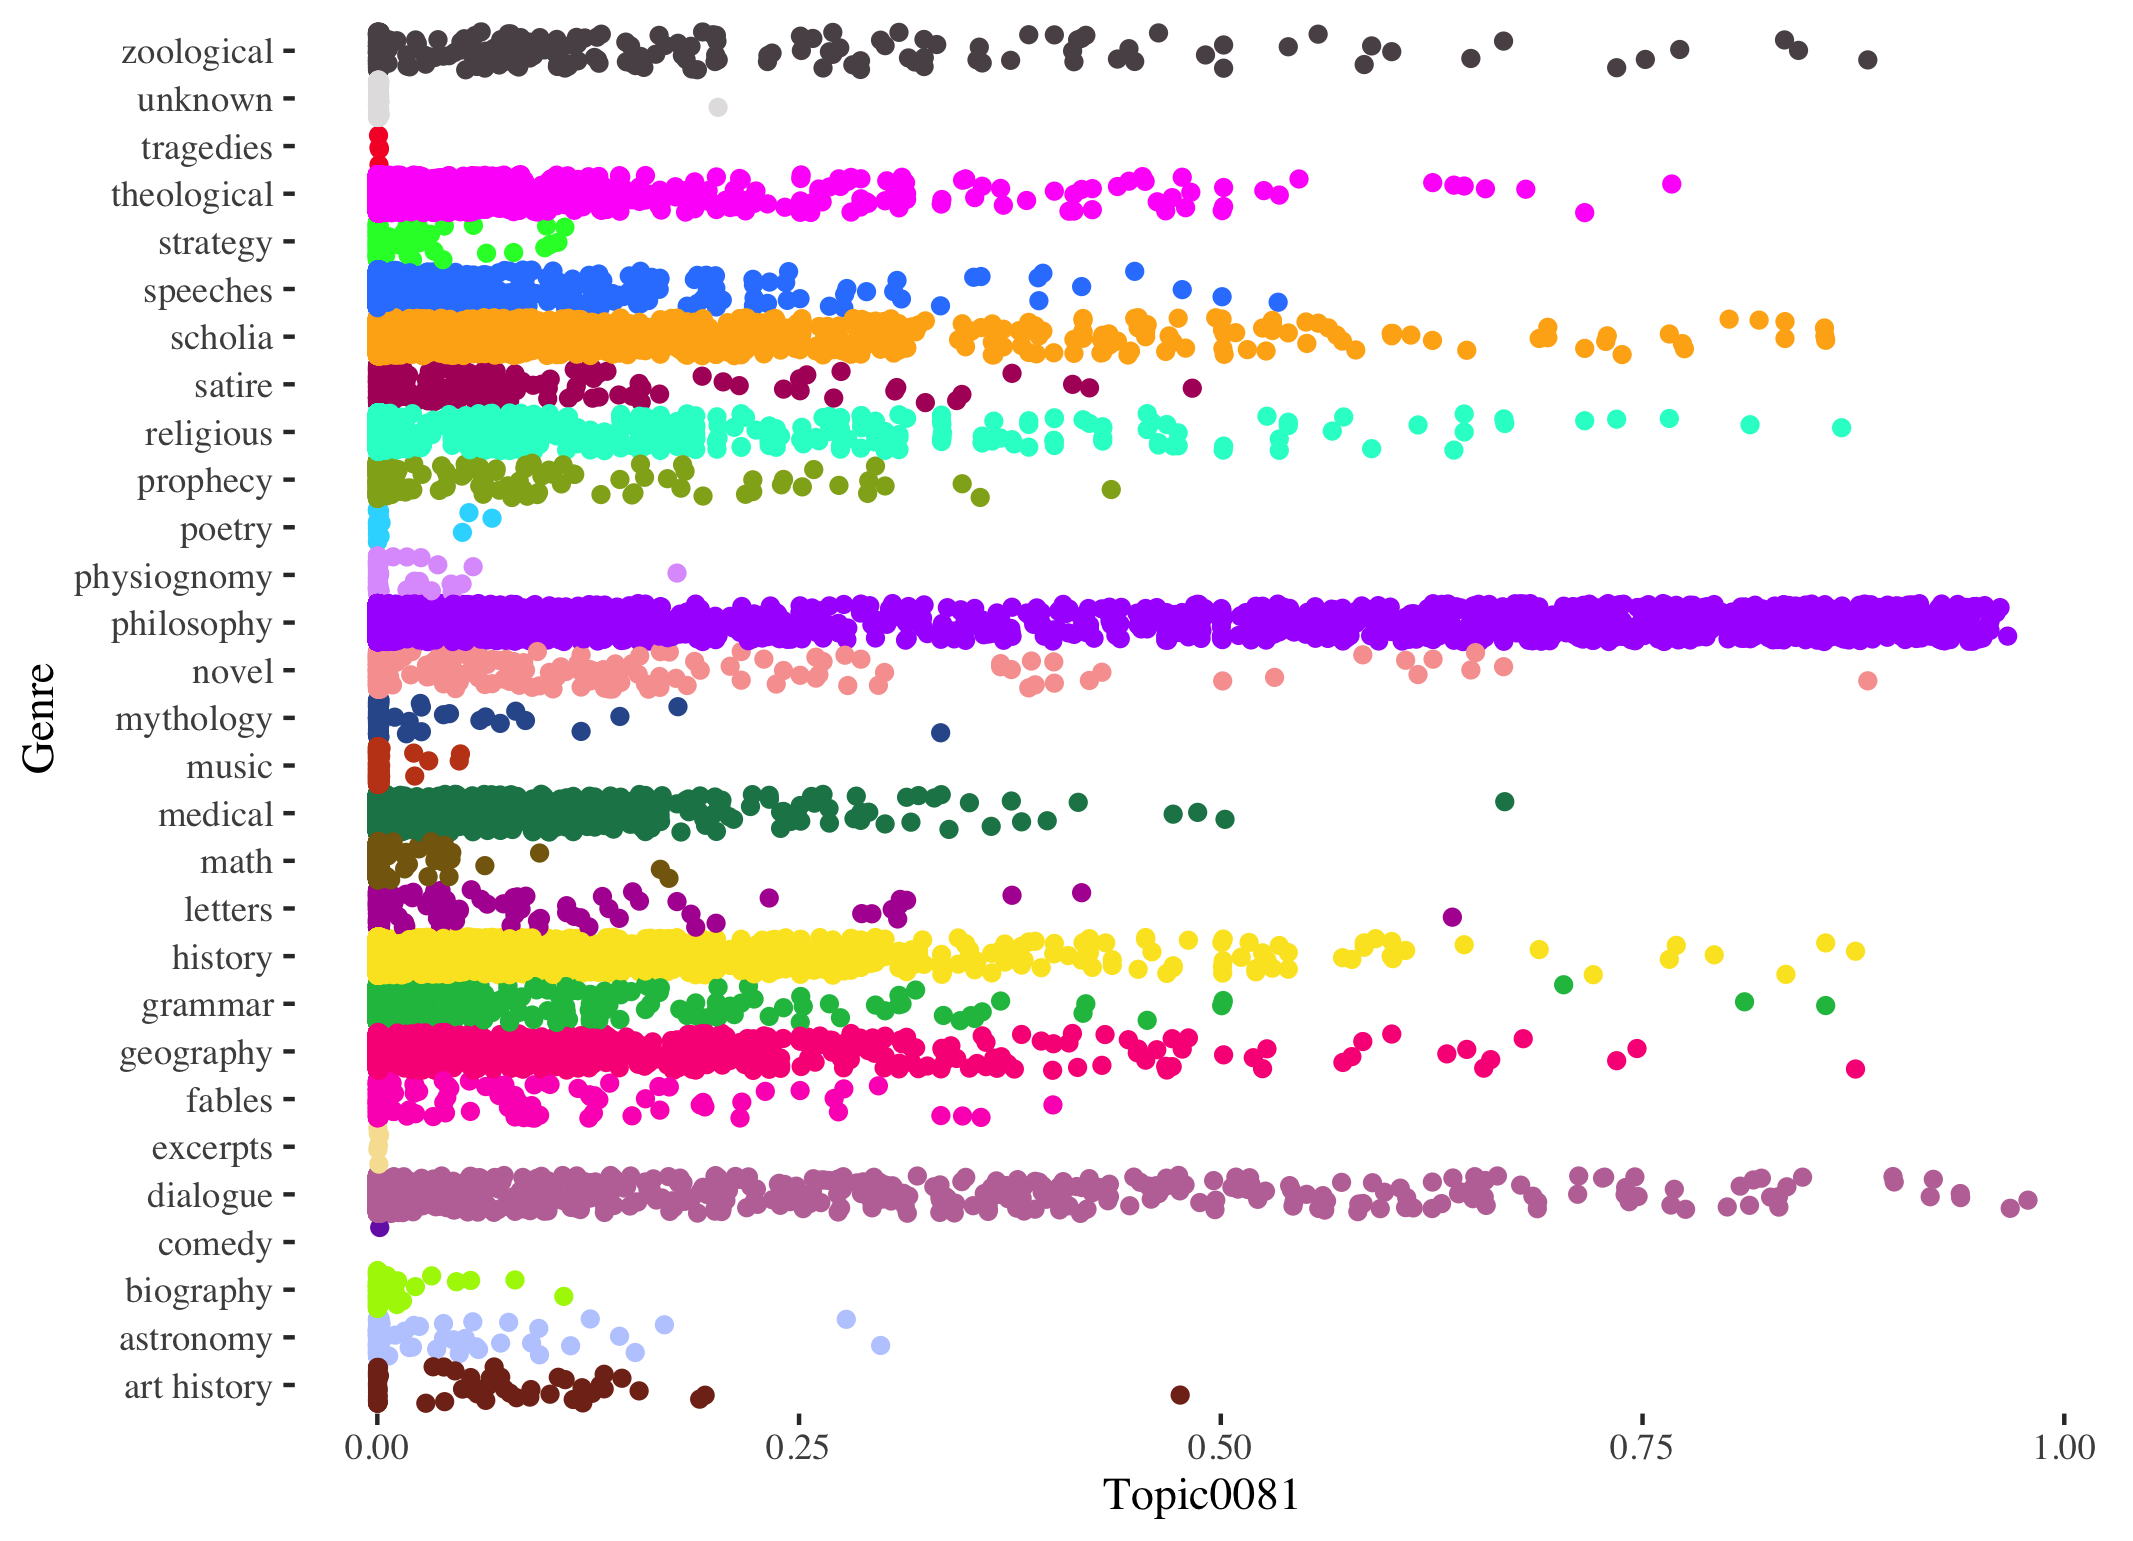 zoological
unknown
tragedies
theological
strategy
speeches
scholia
satire
religious
prophecy
poetry
physiognomy
philosophy
novel
mythology
music
medical
math
letters
history
grammar
geography
fables
excerpts
dialogue
comedy
biography
astronomy
art history
Genre
0.00 0.25 0.50 0.75 1.00
Topic0081